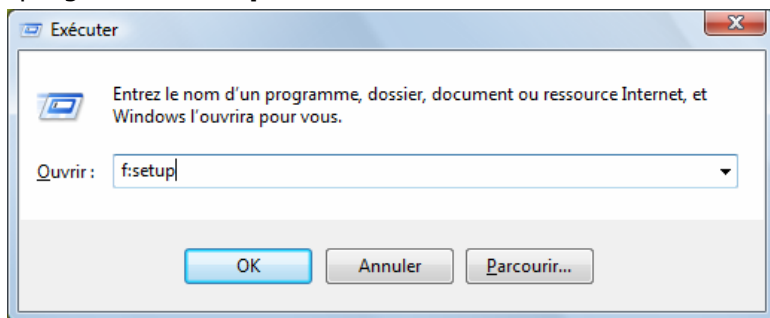 Exécuter
Entrez le nom d'un programme, dossier, document ou ressource Internet, et
Windows l'ouvrira pour vous.
Ouvrir : f:setup
OK Annuler Parcourir...